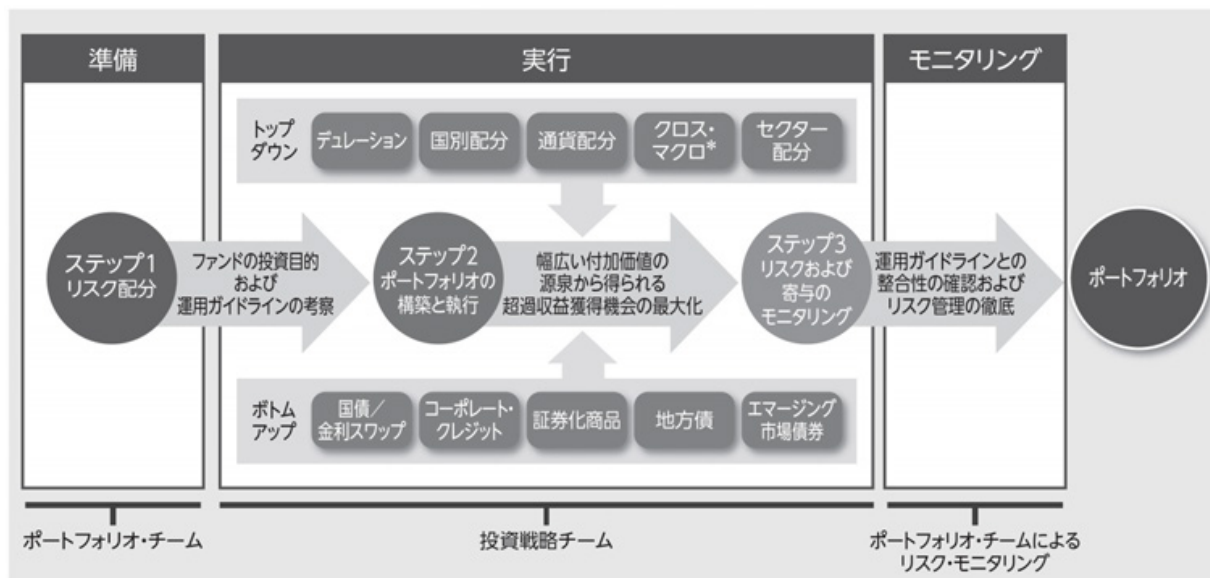 準備
実行
モニタリング
トップ
ダウン
デュレーション
国別配分
通貨配分
クロス・
マクロ*
セクター
配分
ステップ1
リスク配分
ファンドの投資目的
および
運用ガイドラインの考察
ステップ2
ポートフォリオの
構築と執行
幅広い付加価値の
源泉から得られる
超過収益獲得機会の最大化
ステップ3
リスクおよび
寄与の
モニタリング
運用ガイドラインとの
整合性の確認および
リスク管理の徹底
ポートフォリオ
ボトム
アップ
国債／
金利スワップ
コーポレート・
クレジット
証券化商品
地方債
エマージング
市場債券
ポートフォリオ・チーム
投資戦略チーム
ポートフォリオ・チームによる
リスク・モニタリング